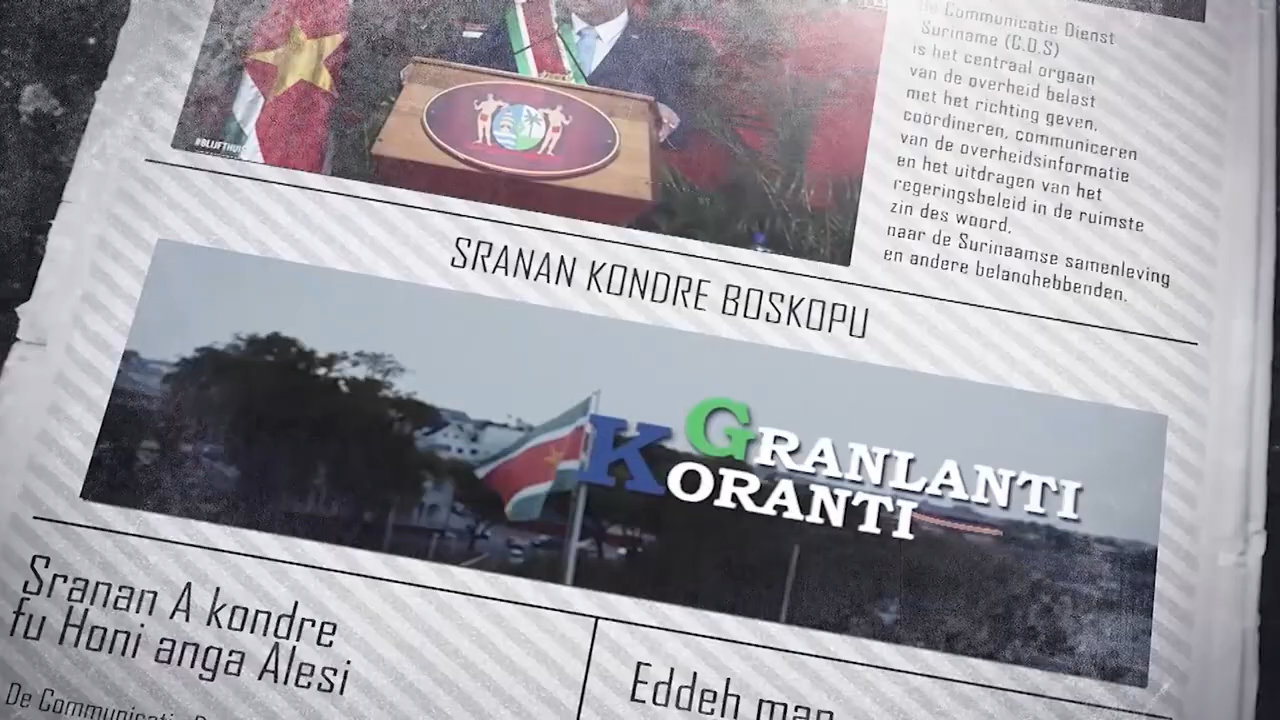 De Communicatie Dienst
Suriname (C.D.S)
is het centraal orgaan
van de overheid belast
met het richting geven,
coördineren, communiceren
van de overheidsinformatie
en het uitdragen van het
regeringsbeleid in de ruimste
zin des woord.
naar de Surinaamse samenleving
en andere belanghebbenden.
SRANAN KONDRE BOSKOPU
GRANLANTI
KORANTI
Sranan A kondre
fu Honi anga Alesi
De
Eddeh man